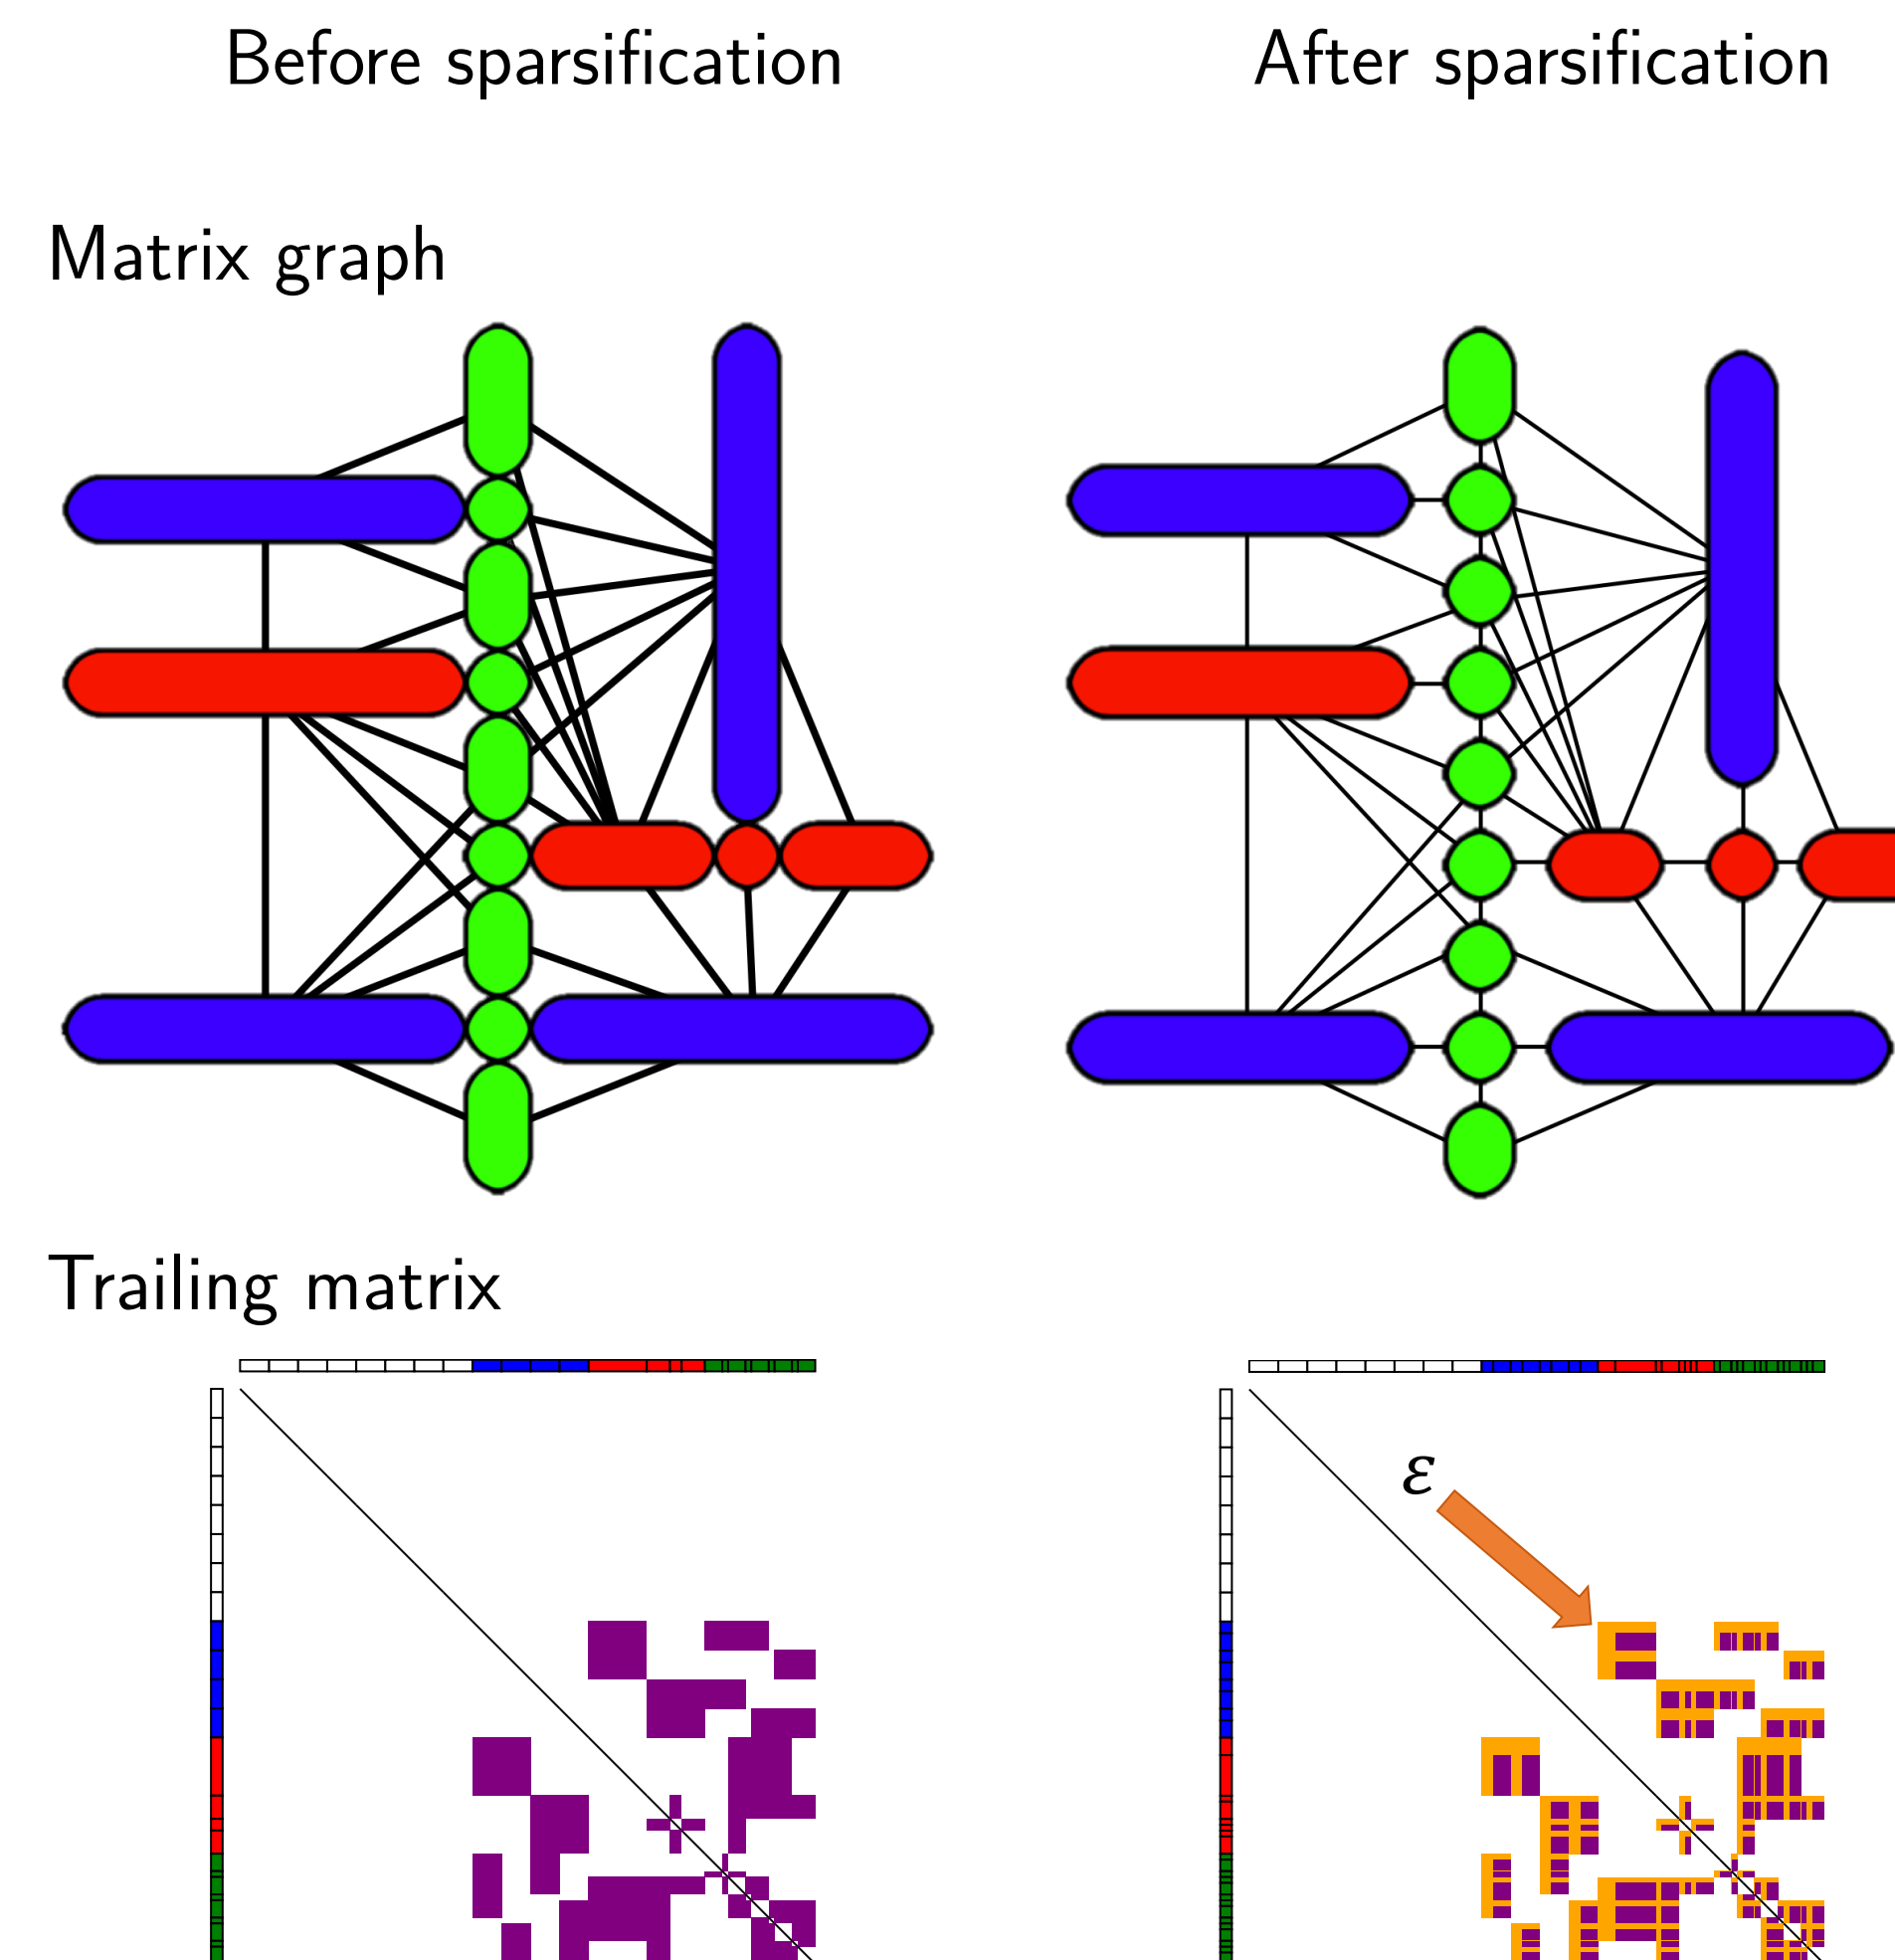 Before sparsification
After sparsification
Matrix graph
Trailing matrix
ε